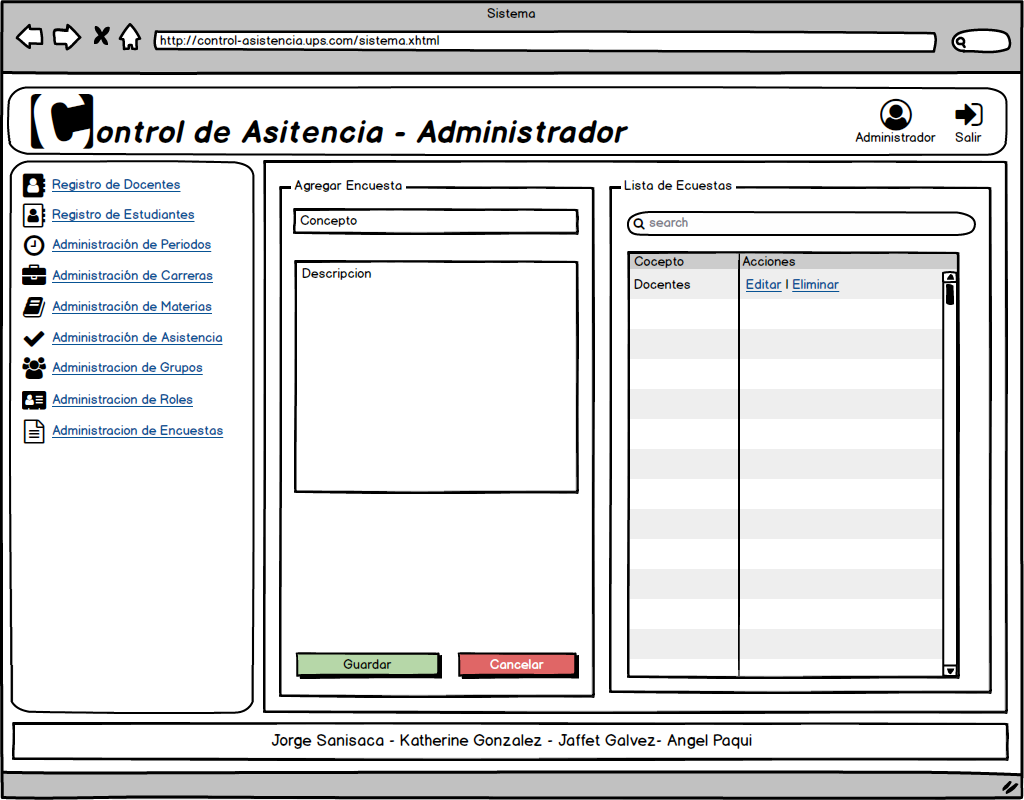 Sistema
http://control-asistencia.ups.com/sistema.xhtml
Control de Asitencia - Administrador
Administrador
Salir
Registro de Docentes
Registro de Estudiantes
Administración de Periodos
Administración de Carreras
Administración de Materias
Administración de Asistencia
Administracion de Grupos
Administracion de Roles
Administracion de Encuestas
Agregar Encuesta
Concepto
Descripcion
Guardar
Cancelar
Lista de Ecuestas
search
Cocepto
Acciones
Docentes
Editar | Eliminar
Jorge Sanisaca - Katherine Gonzalez - Jaffet Galvez- Angel Paqui